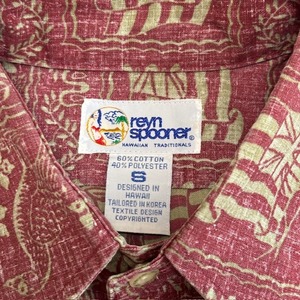 reyn
spooner®
HAWAIIAN TRADITIONALS
60% COTTON
40% POLYESTER
S
DESIGNED IN
HAWAII
TAILORED IN KOREA
TEXTILE DESIGN
COPYRIGHTED